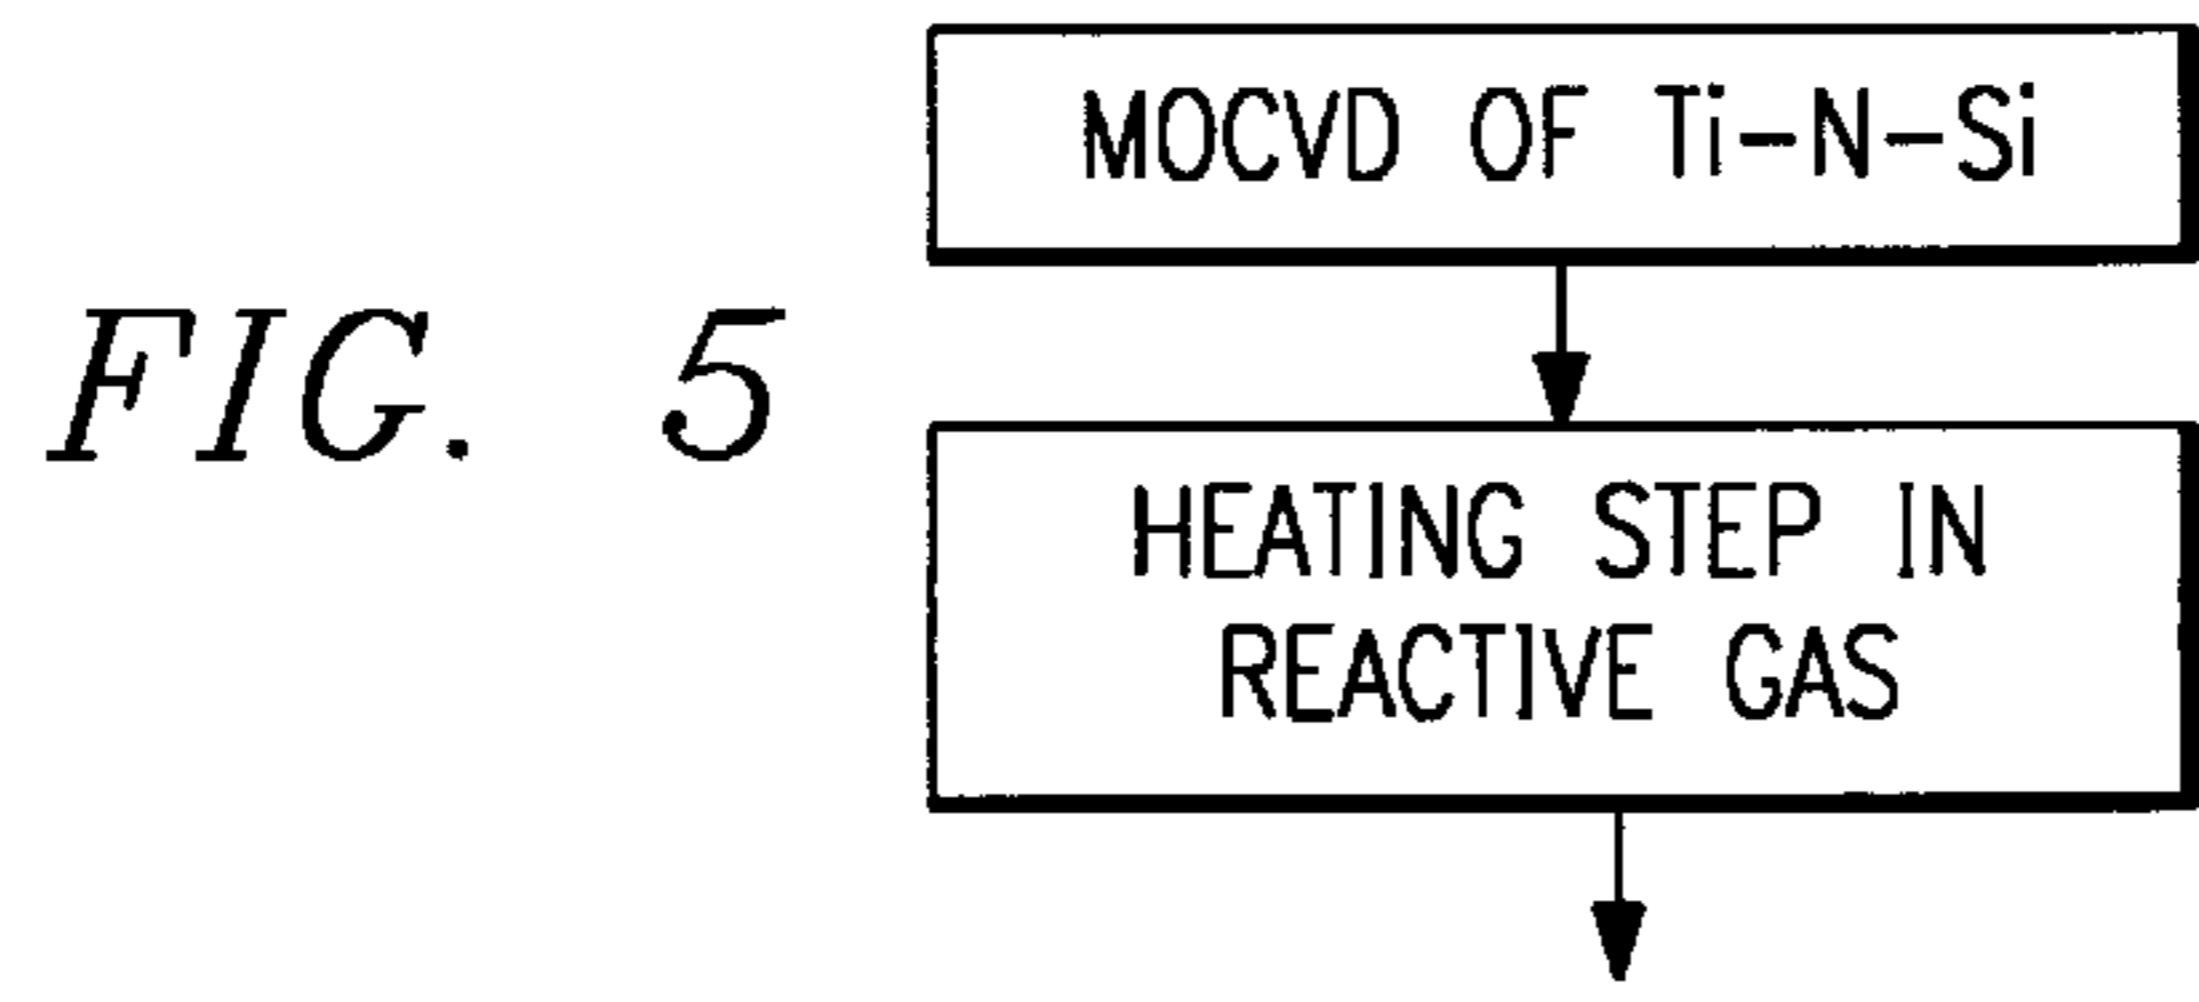 MOCVD OF Ti-N-Si
FIG. 5
HEATING STEP IN
REACTIVE GAS